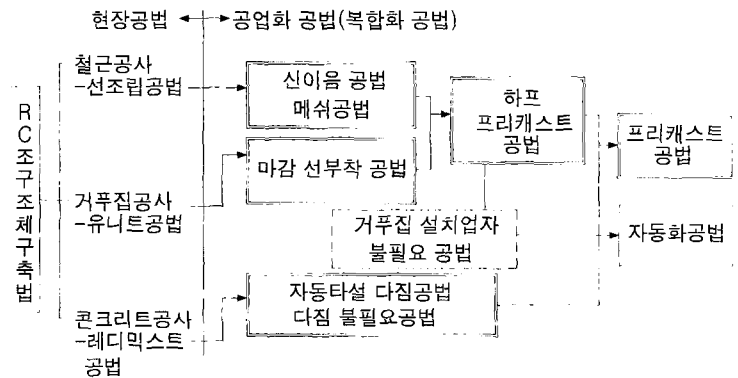 현장공법 ↔ 공업화 공법(복합화 공법)
RC조구조체구축법
철근공사
-선조립공법
거푸집공사
-유니트공법
콘크리트공사
-레디믹스트
공법
신이음 공법
메쉬공법
마감 선부착 공법
하프
프리캐스트
공법
거푸집 설치업자
불필요 공법
자동타설 다짐공법
다짐 불필요공법
프리캐스트
공법
자동화공법